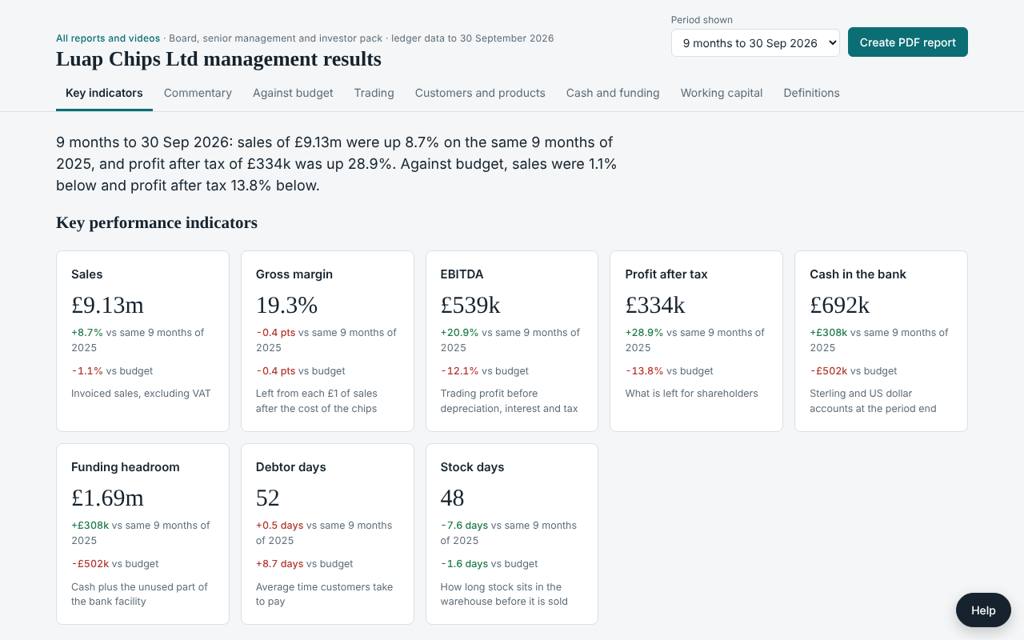 All reports and videos · Board, senior management and investor pack · ledger data to 30 September 2026
Luap Chips Ltd management results
Period shown
9 months to 30 Sep 2026
Create PDF report
Key indicators
Commentary
Against budget
Trading
Customers and products
Cash and funding
Working capital
Definitions
9 months to 30 Sep 2026: sales of £9.13m were up 8.7% on the same 9 months of
2025, and profit after tax of £334k was up 28.9%. Against budget, sales were 1.1%
below and profit after tax 13.8% below.
Key performance indicators
Sales
£9.13m
+8.7% vs same 9 months of
2025
-1.1% vs budget
Invoiced sales, excluding VAT
Gross margin
19.3%
-0.4 pts vs same 9 months of
2025
-0.4 pts vs budget
Left from each £1 of sales
after the cost of the chips
EBITDA
£539k
+20.9% vs same 9 months of
2025
-12.1% vs budget
Trading profit before
depreciation, interest and tax
Profit after tax
£334k
+28.9% vs same 9 months of
2025
-13.8% vs budget
What is left for shareholders
Cash in the bank
£692k
+£308k vs same 9 months of
2025
-£502k vs budget
Sterling and US dollar
accounts at the period end
Funding headroom
£1.69m
+£308k vs same 9 months of
2025
-£502k vs budget
Cash plus the unused part of
the bank facility
Debtor days
52
+0.5 days vs same 9 months
of 2025
+8.7 days vs budget
Average time customers take
to pay
Stock days
48
-7.6 days vs same 9 months
of 2025
-1.6 days vs budget
How long stock sits in the
warehouse before it is sold
Help